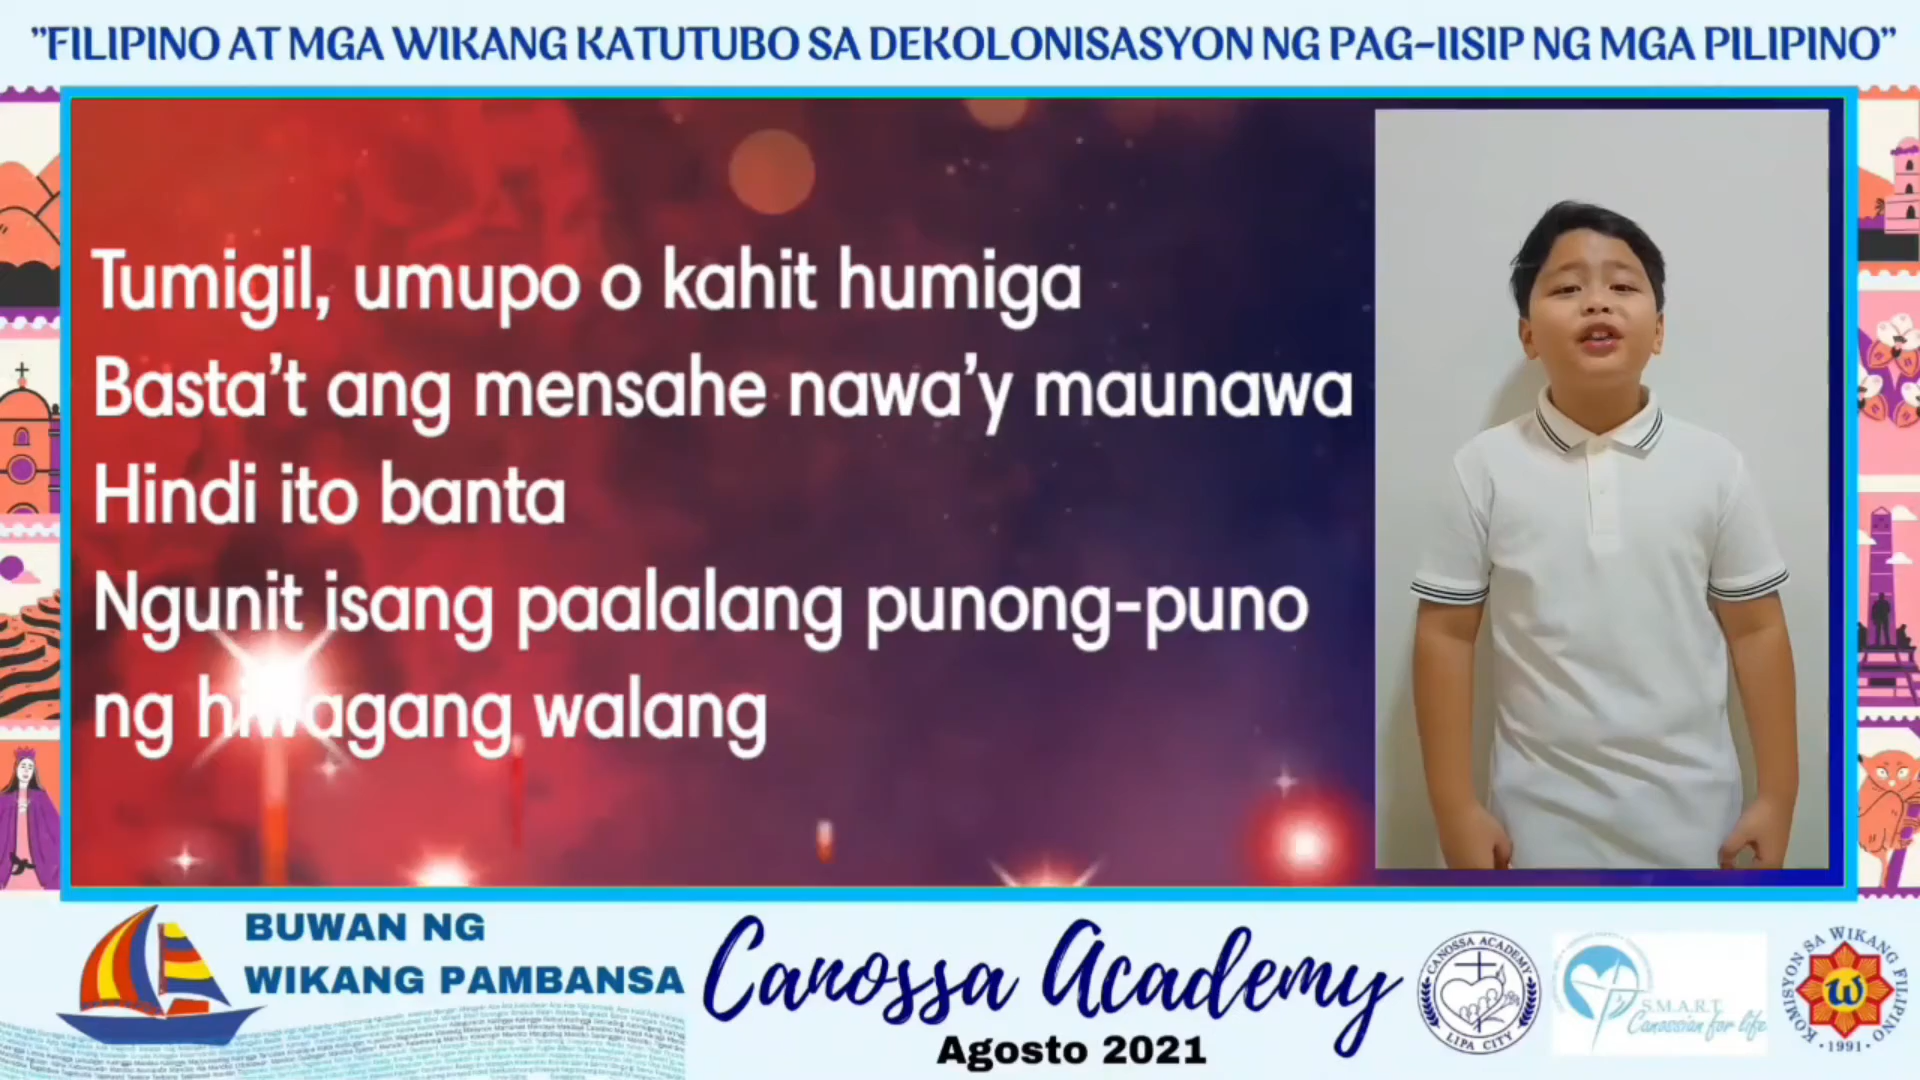 "FILIPINO AT MGA WIKANG KATUTUBO SA DEKOLONISASYON NG PAG-IISIP NG MGA PILIPINO"
Tumigil, umupo o kahit humiga
Basta't ang mensahe nawa'y maunawa
Hindi ito banta
Ngunit isang paalalang punong-puno
ng hiwagang walang
BUWAN NG
WIKANG PAMBANSA
Canossa Academy
Agosto 2021
CANOSSA ACADEMY
LIPA CITY
S.M.A.R.T.
Canossian for life
KOMISYON SA WIKANG FILIPINO
W
1991